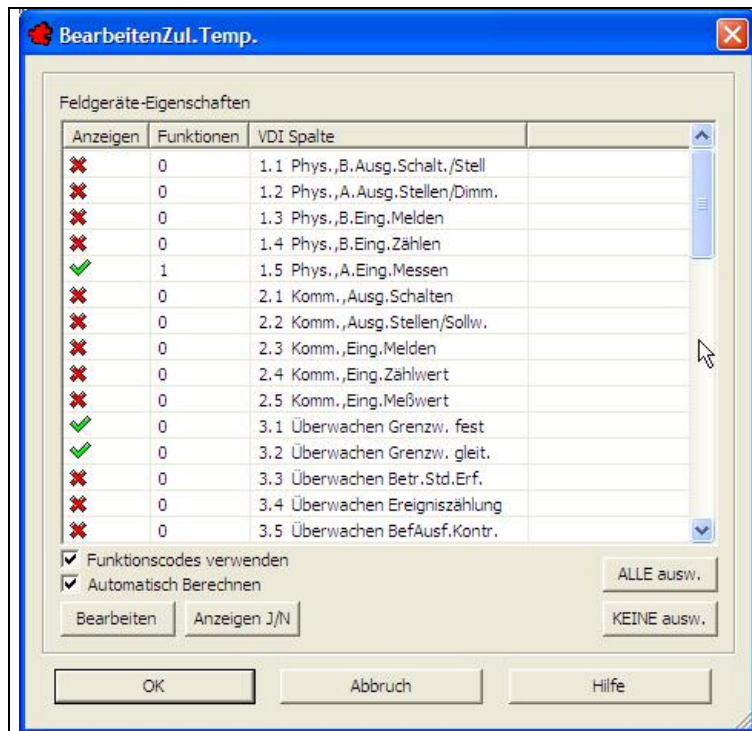 BearbeitenZul.Temp.
Feldgeräte-Eigenschaften
Anzeigen Funktionen VDI Spalte
0 1.1 Phys.,B.Ausg.Schalt./Stell
0 1.2 Phys.,A.Ausg.Stellen/Dimm.
0 1.3 Phys.,B.Eing.Melden
0 1.4 Phys.,B.Eing.Zählen
1 1.5 Phys.,A.Eing.Messen
0 2.1 Komm.,Ausg.Schalten
0 2.2 Komm.,Ausg.Stellen/Sollw.
0 2.3 Komm.,Eing.Melden
0 2.4 Komm.,Eing.Zählwert
0 2.5 Komm.,Eing.Meßwert
0 3.1 Überwachen Grenzw. fest
0 3.2 Überwachen Grenzw. gleit.
0 3.3 Überwachen Betr.Std.Erf.
0 3.4 Überwachen Ereigniszählung
0 3.5 Überwachen BefAusf.Kontr.
Funktionscodes verwenden
Automatisch Berechnen
ALLE ausw.
Bearbeiten Anzeigen J/N KEINE ausw.
OK Abbruch Hilfe